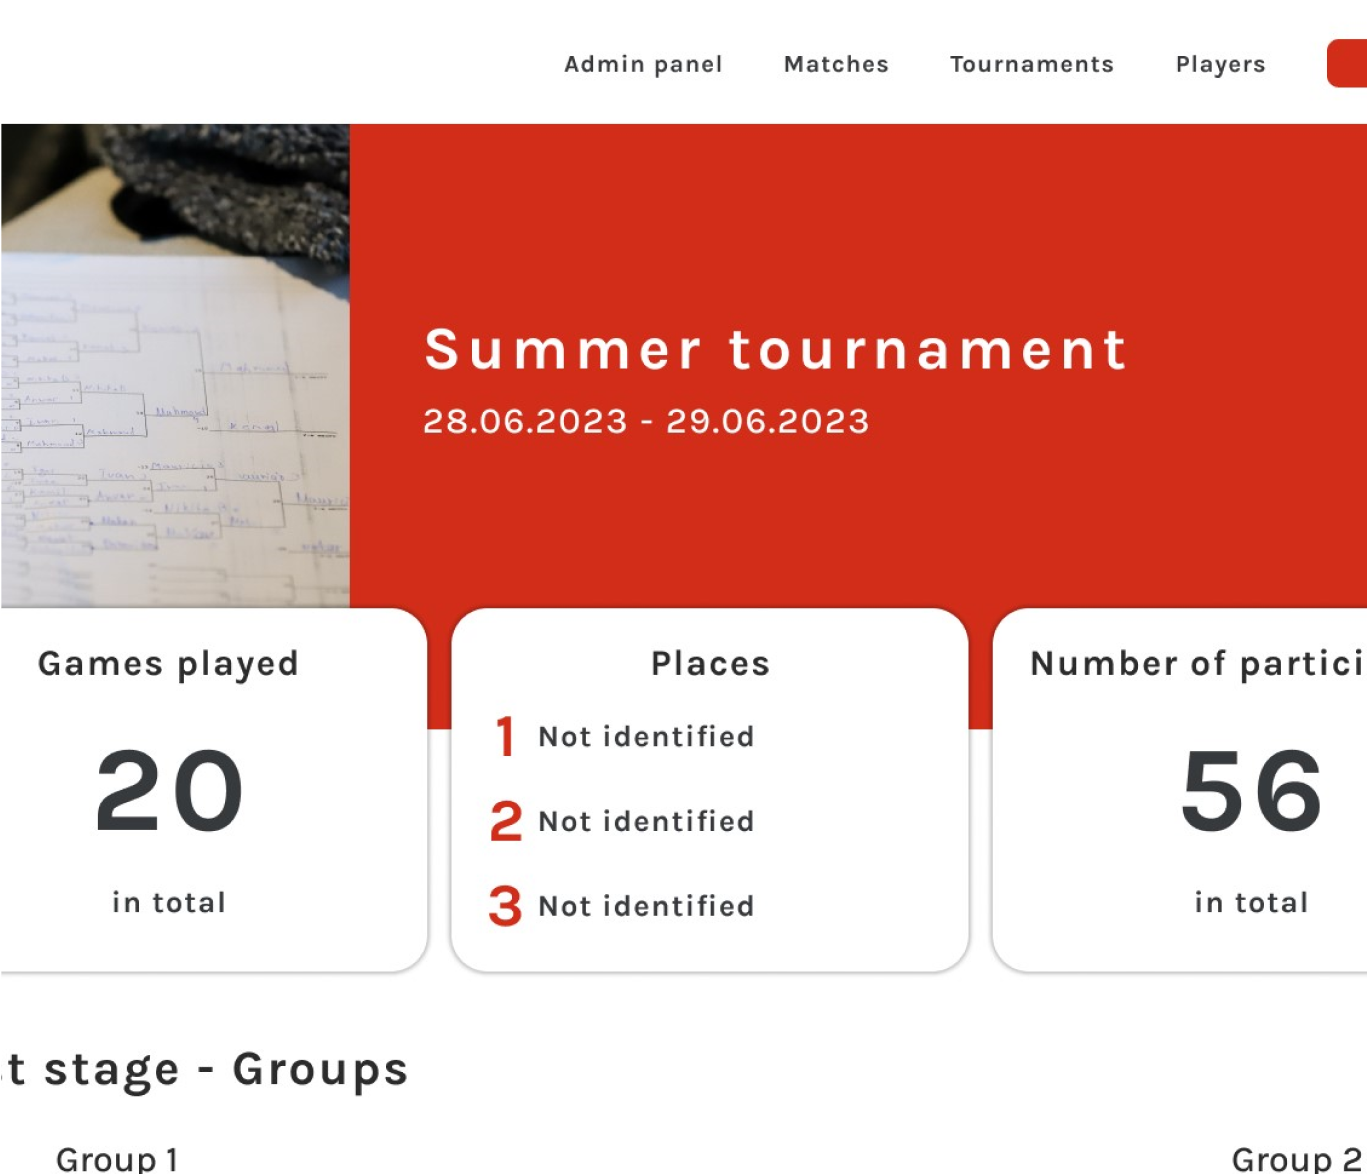 Admin panel Matches Tournaments Players
Summer tournament
28.06.2023 - 29.06.2023
Games played
20
in total
Places
1 Not identified
2 Not identified
3 Not identified
Number of partici
56
in total
t stage - Groups
Group 1
Group 2